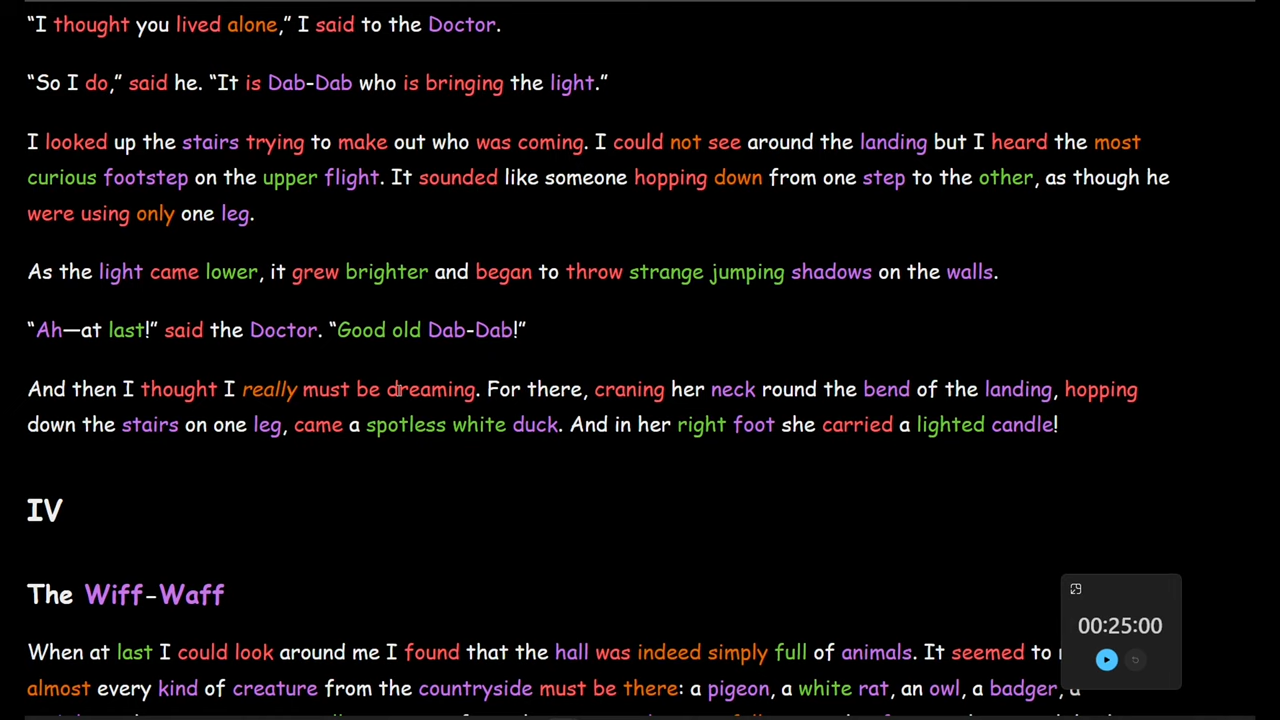 “I thought you lived alone,” I said to the Doctor.
“So I do,” said he. “It is Dab-Dab who is bringing the light.”
I looked up the stairs trying to make out who was coming. I could not see around the landing but I heard the most
curious footstep on the upper flight. It sounded like someone hopping down from one step to the other, as though he
were using only one leg.
As the light came lower, it grew brighter and began to throw strange jumping shadows on the walls.
“Ah—at last!” said the Doctor. “Good old Dab-Dab!”
And then I thought I really must be dreaming. For there, craning her neck round the bend of the landing, hopping
down the stairs on one leg, came a spotless white duck. And in her right foot she carried a lighted candle!
IV
The Wiff-Waff
When at last I could look around me I found that the hall was indeed simply full of animals. It seemed to
almost every kind of creature from the countryside must be there: a pigeon, a white rat, an owl, a badger, a
00:25:00